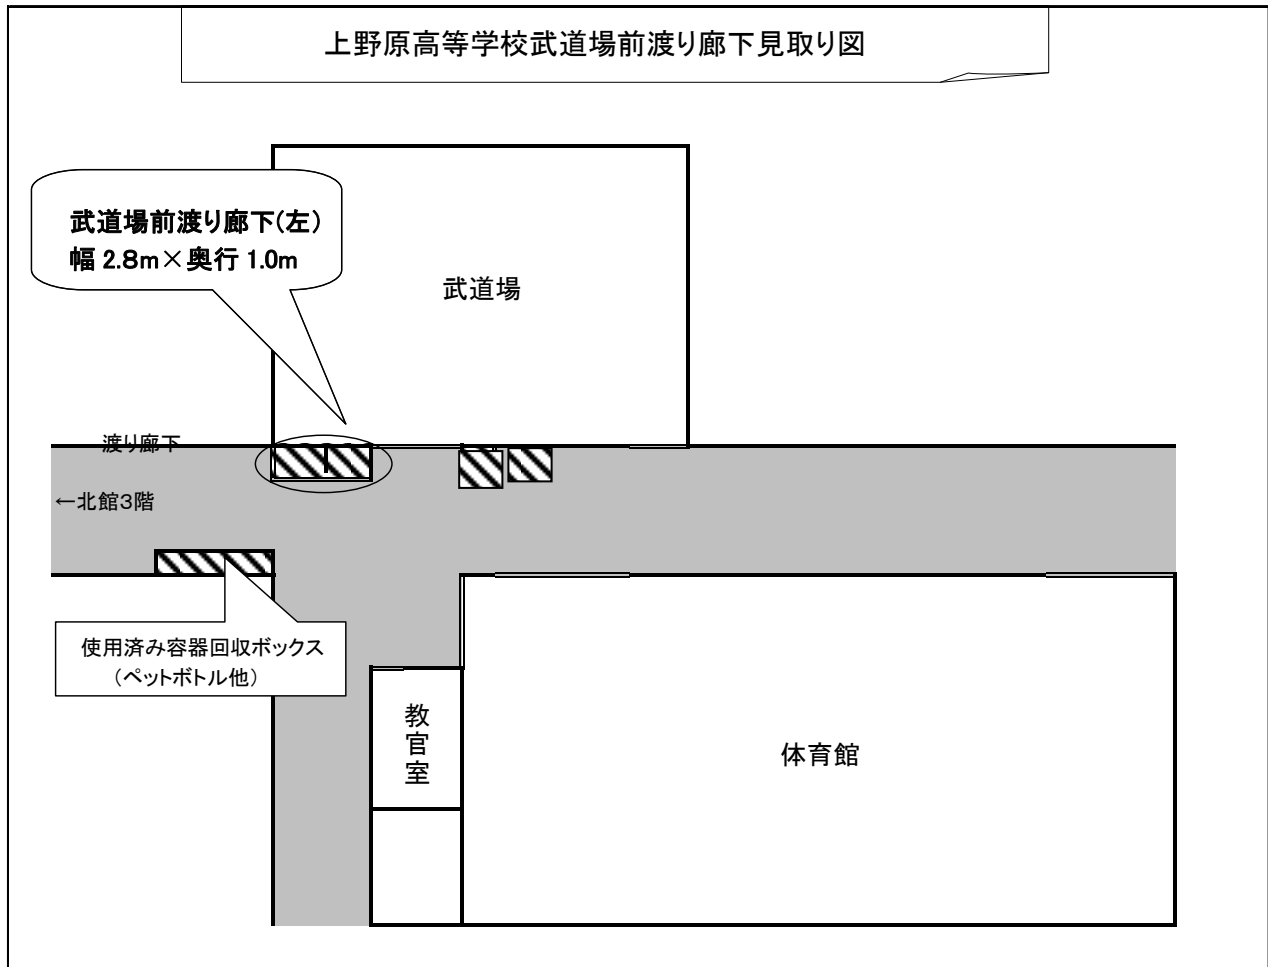 上野原高等学校武道場前渡り廊下見取り図
武道場前渡り廊下(左)
幅 2.8m×奥行 1.0m
武道場
渡り廊下
←北館3階
使用済み容器回収ボックス
（ペットボトル他）
教官室
体育館